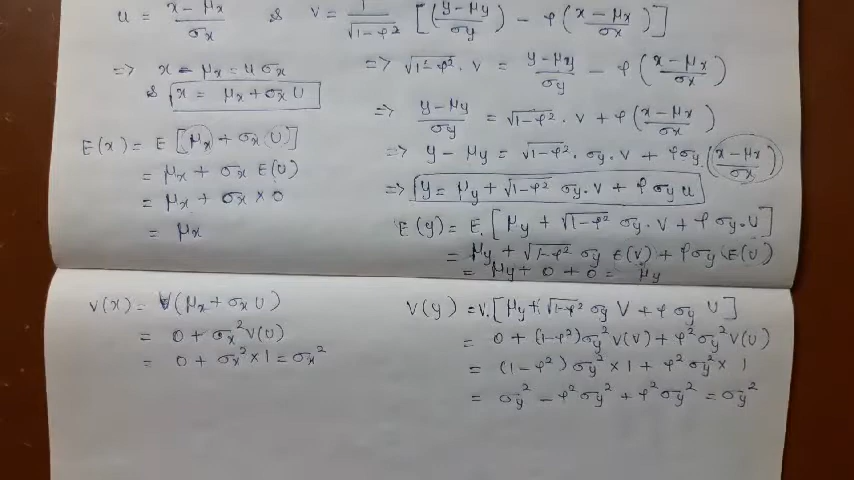 u = x-μx / σx & v = 1/√1-ρ² [(y-μy / σy) - ρ(x-μx / σx)]
=> x - μx = u σx
& x = μx + σx U
=> √1-ρ² . v = y-μy / σy - ρ(x-μx / σx)
=> y-μy / σy = √1-ρ² . v + ρ(x-μx / σx)
=> y - μy = √1-ρ² . σy . v + ρσy . (x-μx / σx)
=> y = μy + √1-ρ² σy . v + ρ σy u
E(x) = E[μx + σx U]
= μx + σx E(U)
= μx + σx × 0
= μx
E(y) = E.[μy + √1-ρ² σy . V + ρ σy . U]
= μy + √1-ρ² σy E(V) + ρσy E(U)
= μy + 0 + 0 = μy
V(x) = V(μx + σx U)
= 0 + σx² V(U)
= 0 + σx² × 1 = σx²
V(y) = V.[μy + √1-ρ² σy V + ρ σy U]
= 0 + (1-ρ²)σy² V(V) + ρ² σy² V(U)
= (1-ρ²) σy² × 1 + ρ² σy² × 1
= σy² - ρ² σy² + ρ² σy² = σy²